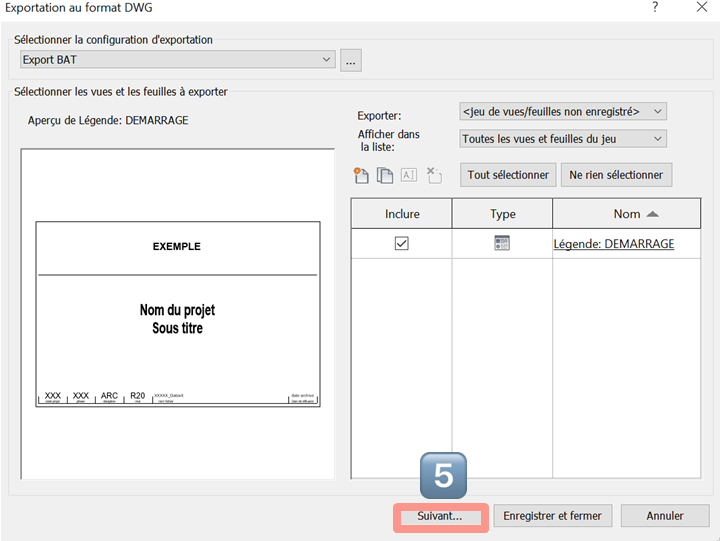 Exportation au format DWG
?
Sélectionner la configuration d'exportation
Export BAT
...
Sélectionner les vues et les feuilles à exporter
Aperçu de Légende: DEMARRAGE
Exporter:
<jeu de vues/feuilles non enregistré>
Afficher dans
la liste:
Toutes les vues et feuilles du jeu
Tout sélectionner
Ne rien sélectionner
Inclure
Type
Nom
Légende: DEMARRAGE
EXEMPLE
Nom du projet
Sous titre
XXX XXX ARC R20
5
Suivant...
Enregistrer et fermer
Annuler